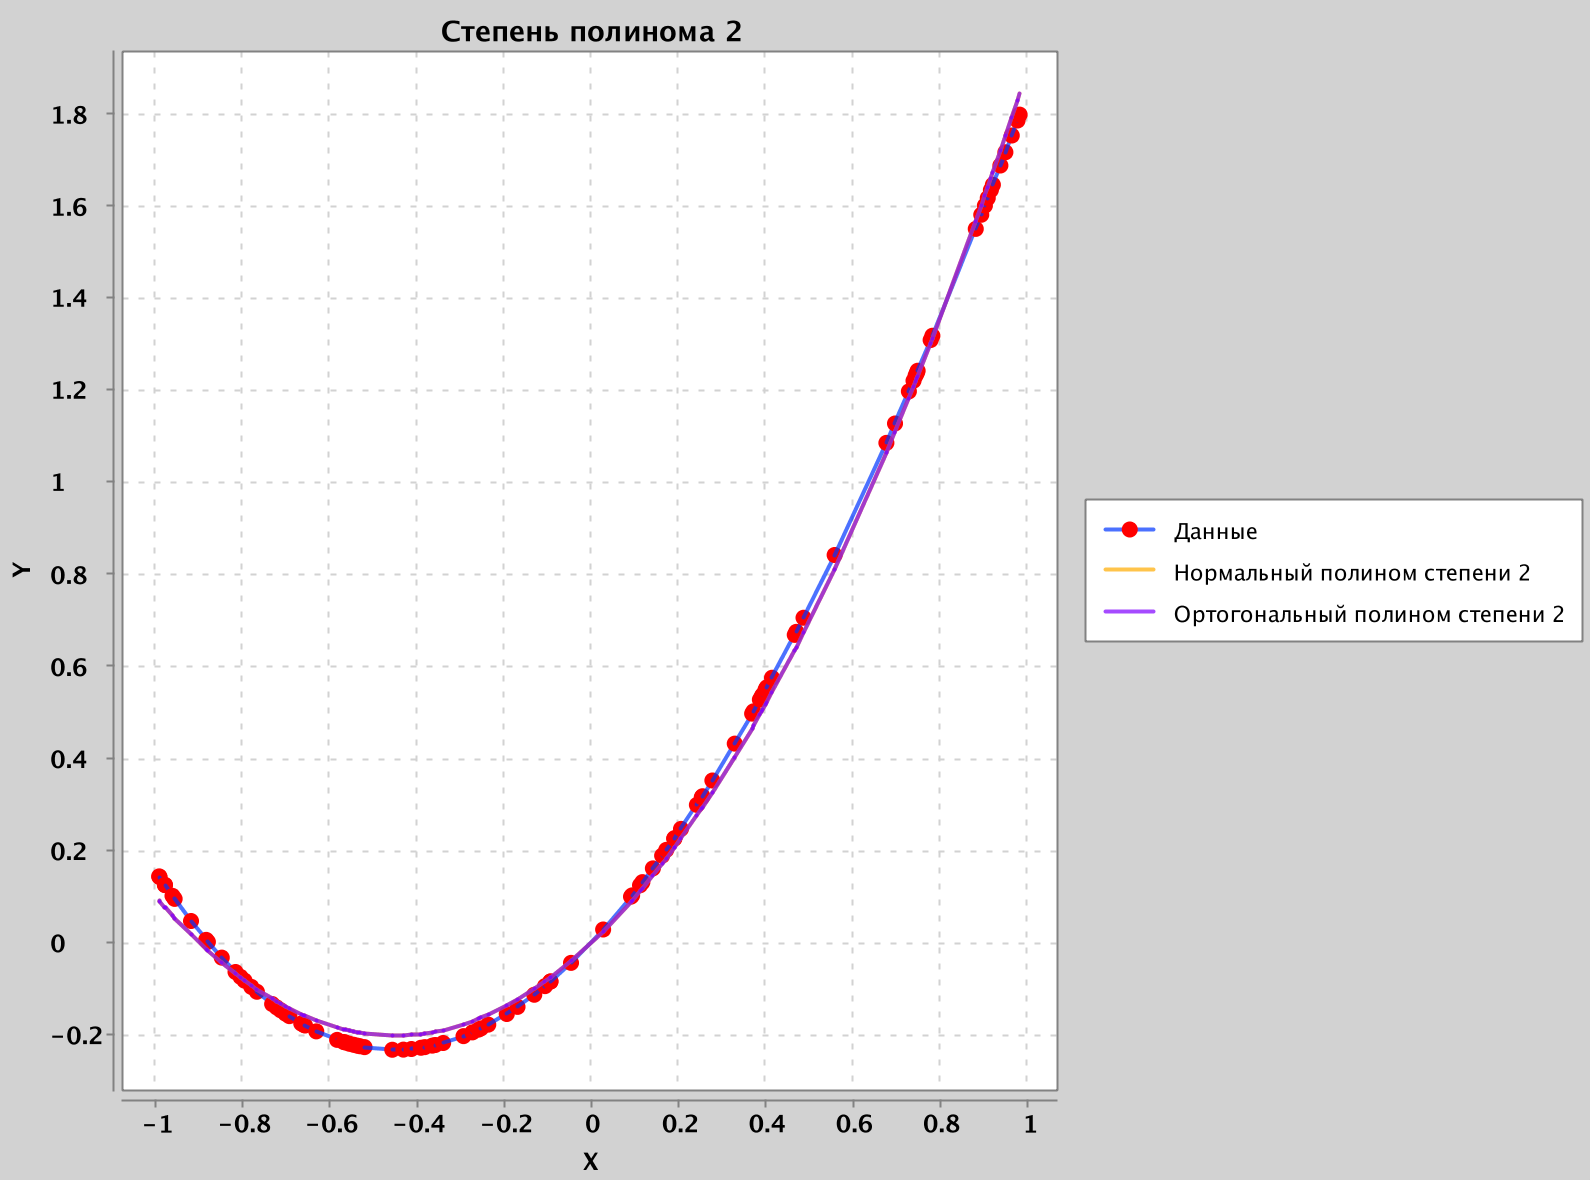 Степень полинома 2
1.8
1.6
1.4
1.2
1
0.8
0.6
0.4
0.2
0
−0.2
Y
−1 −0.8 −0.6 −0.4 −0.2 0 0.2 0.4 0.6 0.8 1
X
Данные
Нормальный полином степени 2
Ортогональный полином степени 2